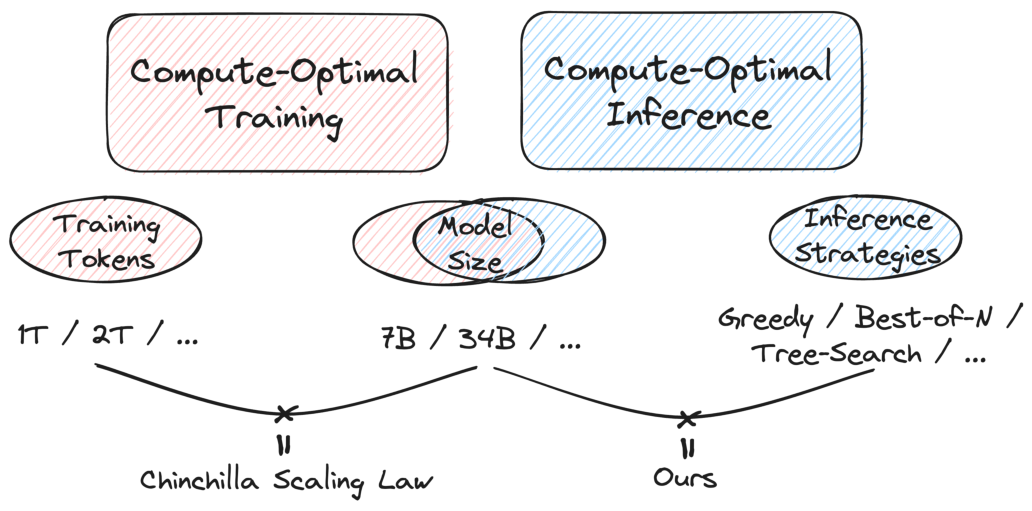 Compute-Optimal
Training
Compute-Optimal
Inference
Training
Tokens
Model
Size
Inference
Strategies
1T / 2T / ...
7B / 34B / ...
Greedy / Best-of-N /
Tree-Search / ...
×
=
Chinchilla Scaling Law
×
=
Ours